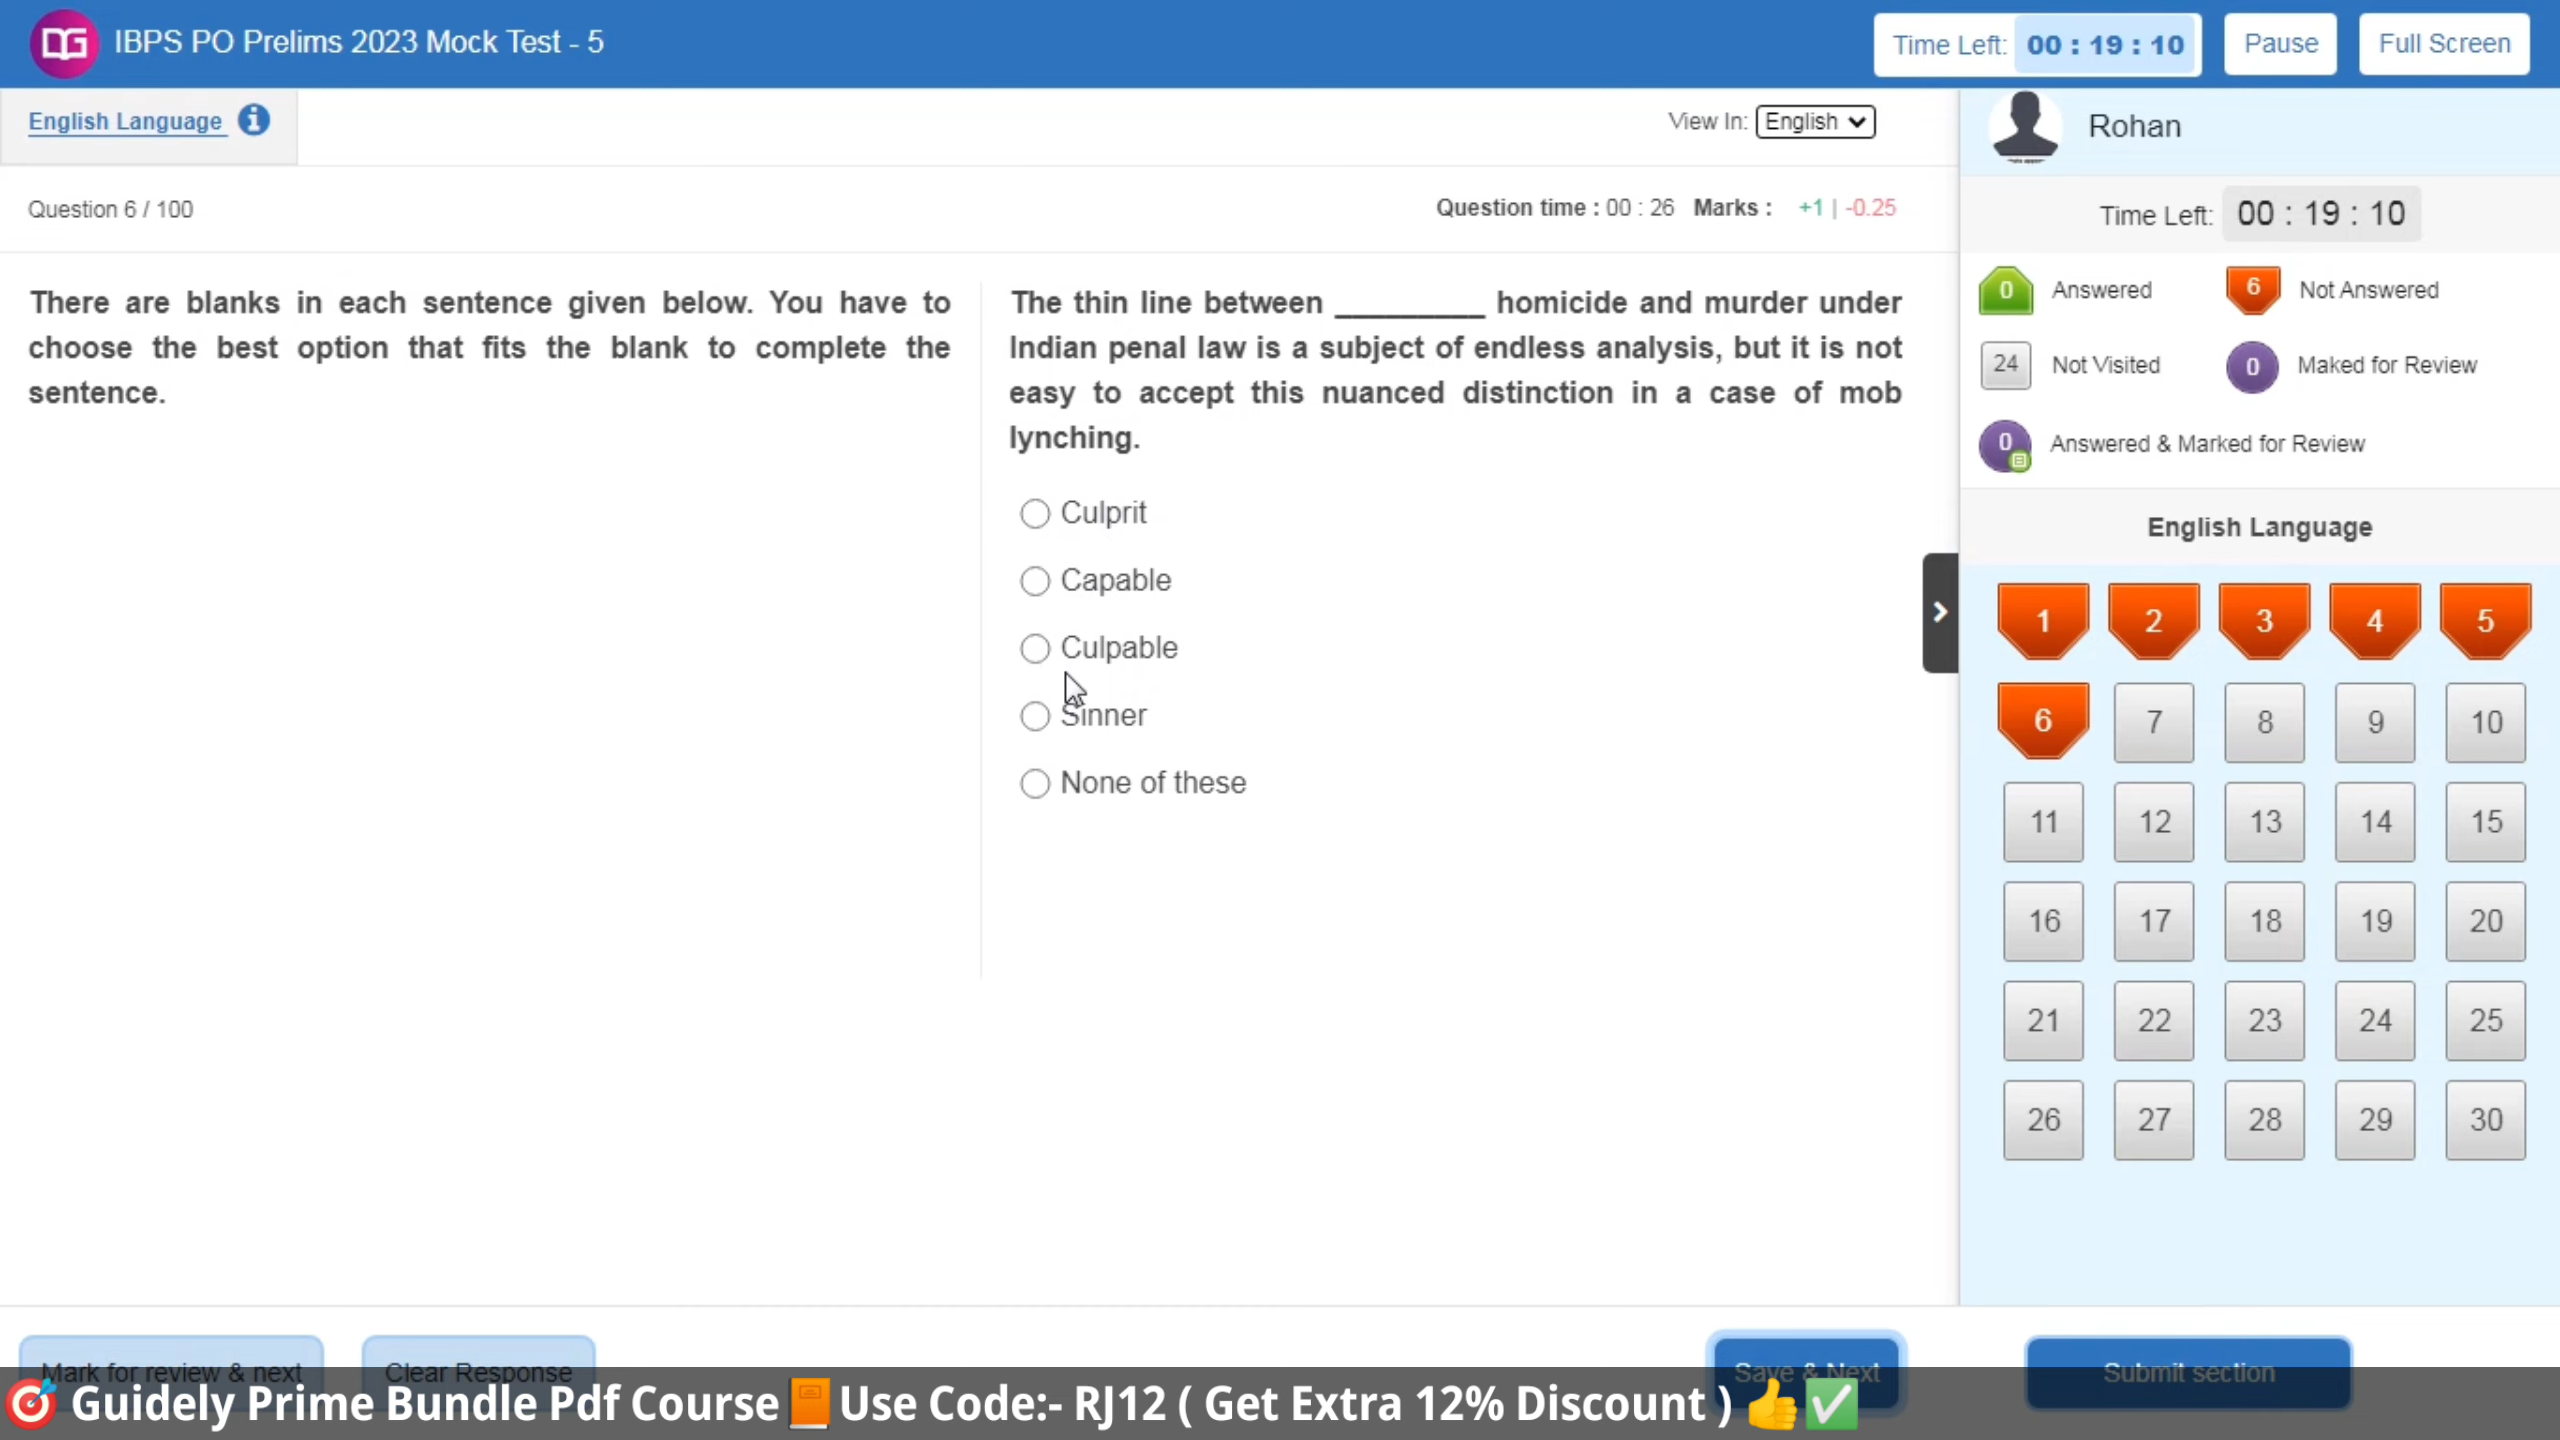 DG IBPS PO Prelims 2023 Mock Test - 5
Time Left: 00 : 19 : 10
Pause
Full Screen
English Language i
View In: English
Rohan
Question 6 / 100
Question time : 00 : 26 Marks : +1 | -0.25
Time Left: 00 : 19 : 10
0 Answered
6 Not Answered
24 Not Visited
0 Maked for Review
0 Answered & Marked for Review
There are blanks in each sentence given below. You have to
choose the best option that fits the blank to complete the
sentence.
The thin line between _________ homicide and murder under
Indian penal law is a subject of endless analysis, but it is not
easy to accept this nuanced distinction in a case of mob
lynching.
Culprit
Capable
Culpable
Sinner
None of these
English Language
1 2 3 4 5
6 7 8 9 10
11 12 13 14 15
16 17 18 19 20
21 22 23 24 25
26 27 28 29 30
Mark for review & next
Clear Response
Save & Next
Submit section
Guidely Prime Bundle Pdf Course Use Code:- RJ12 ( Get Extra 12% Discount )